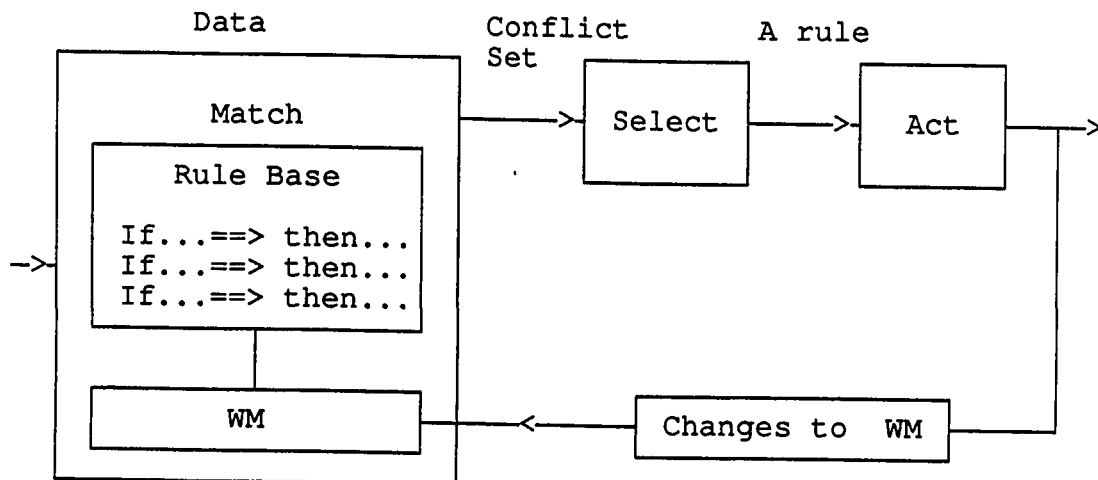 Data
Conflict
Set
A rule
Match
Select
Act
Rule Base
If...==> then...
If...==> then...
If...==> then...
WM
Changes to WM